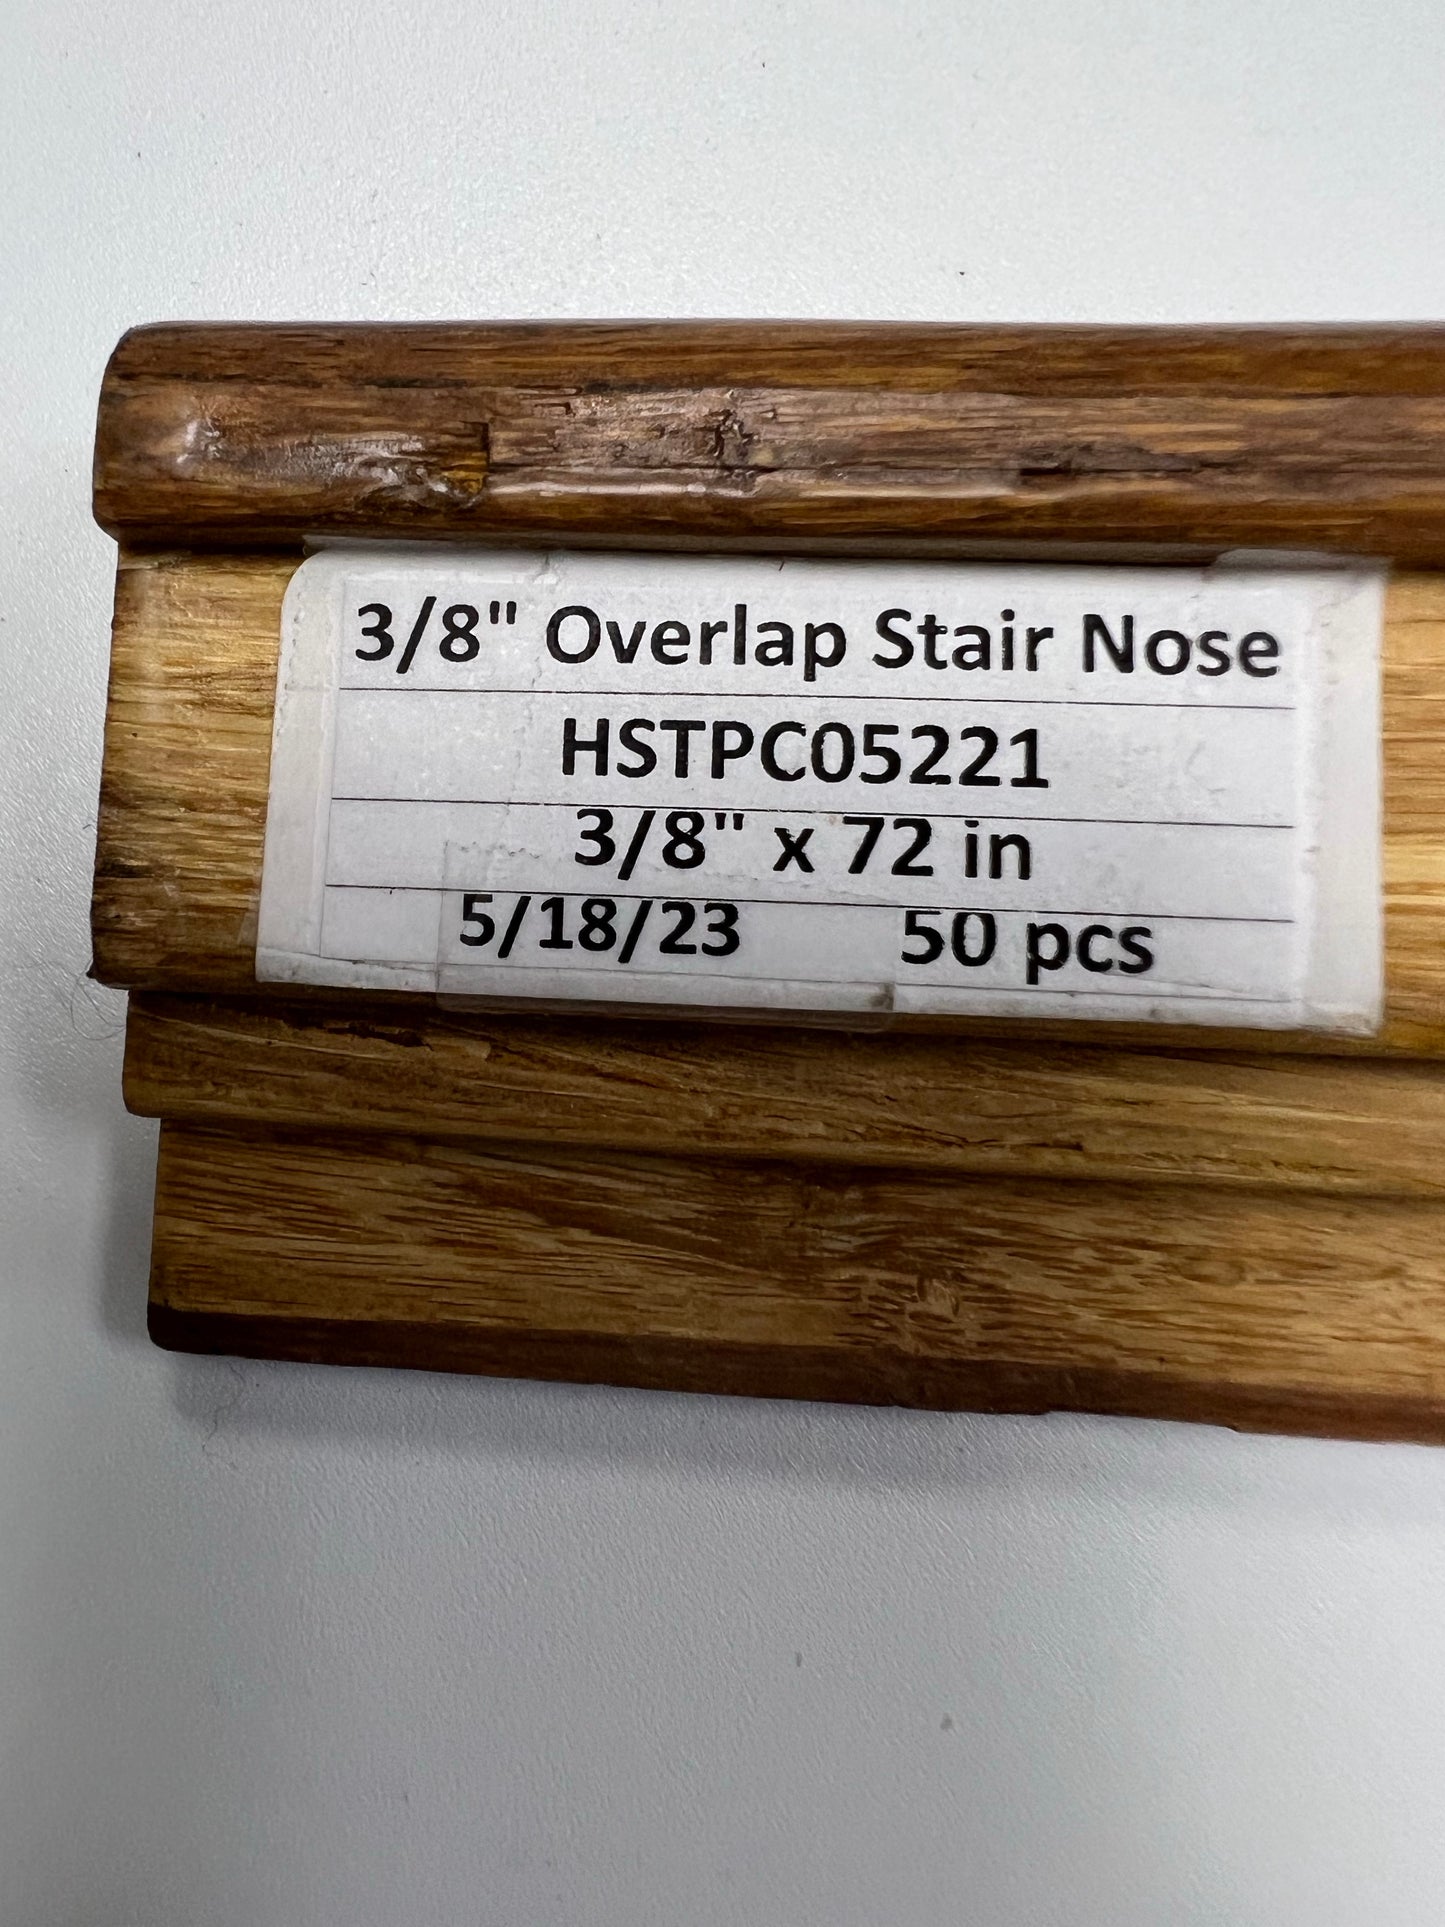 3/8" Overlap Stair Nose
HSTPC05221
3/8" x 72 in
5/18/23 50 pcs